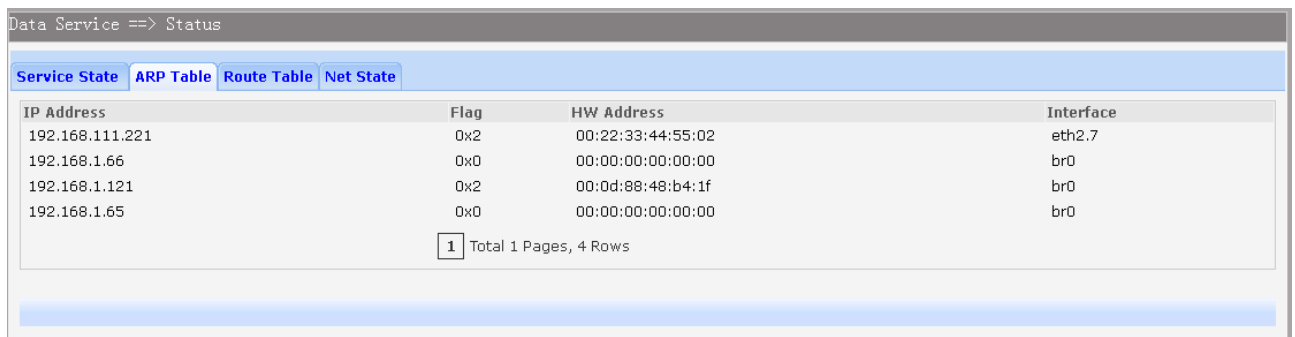 Data Service ==> Status
Service State ARP Table Route Table Net State
IP Address Flag HW Address Interface
192.168.111.221 0x2 00:22:33:44:55:02 eth2.7
192.168.1.66 0x0 00:00:00:00:00:00 br0
192.168.1.121 0x2 00:0d:88:48:b4:1f br0
192.168.1.65 0x0 00:00:00:00:00:00 br0
1 Total 1 Pages, 4 Rows